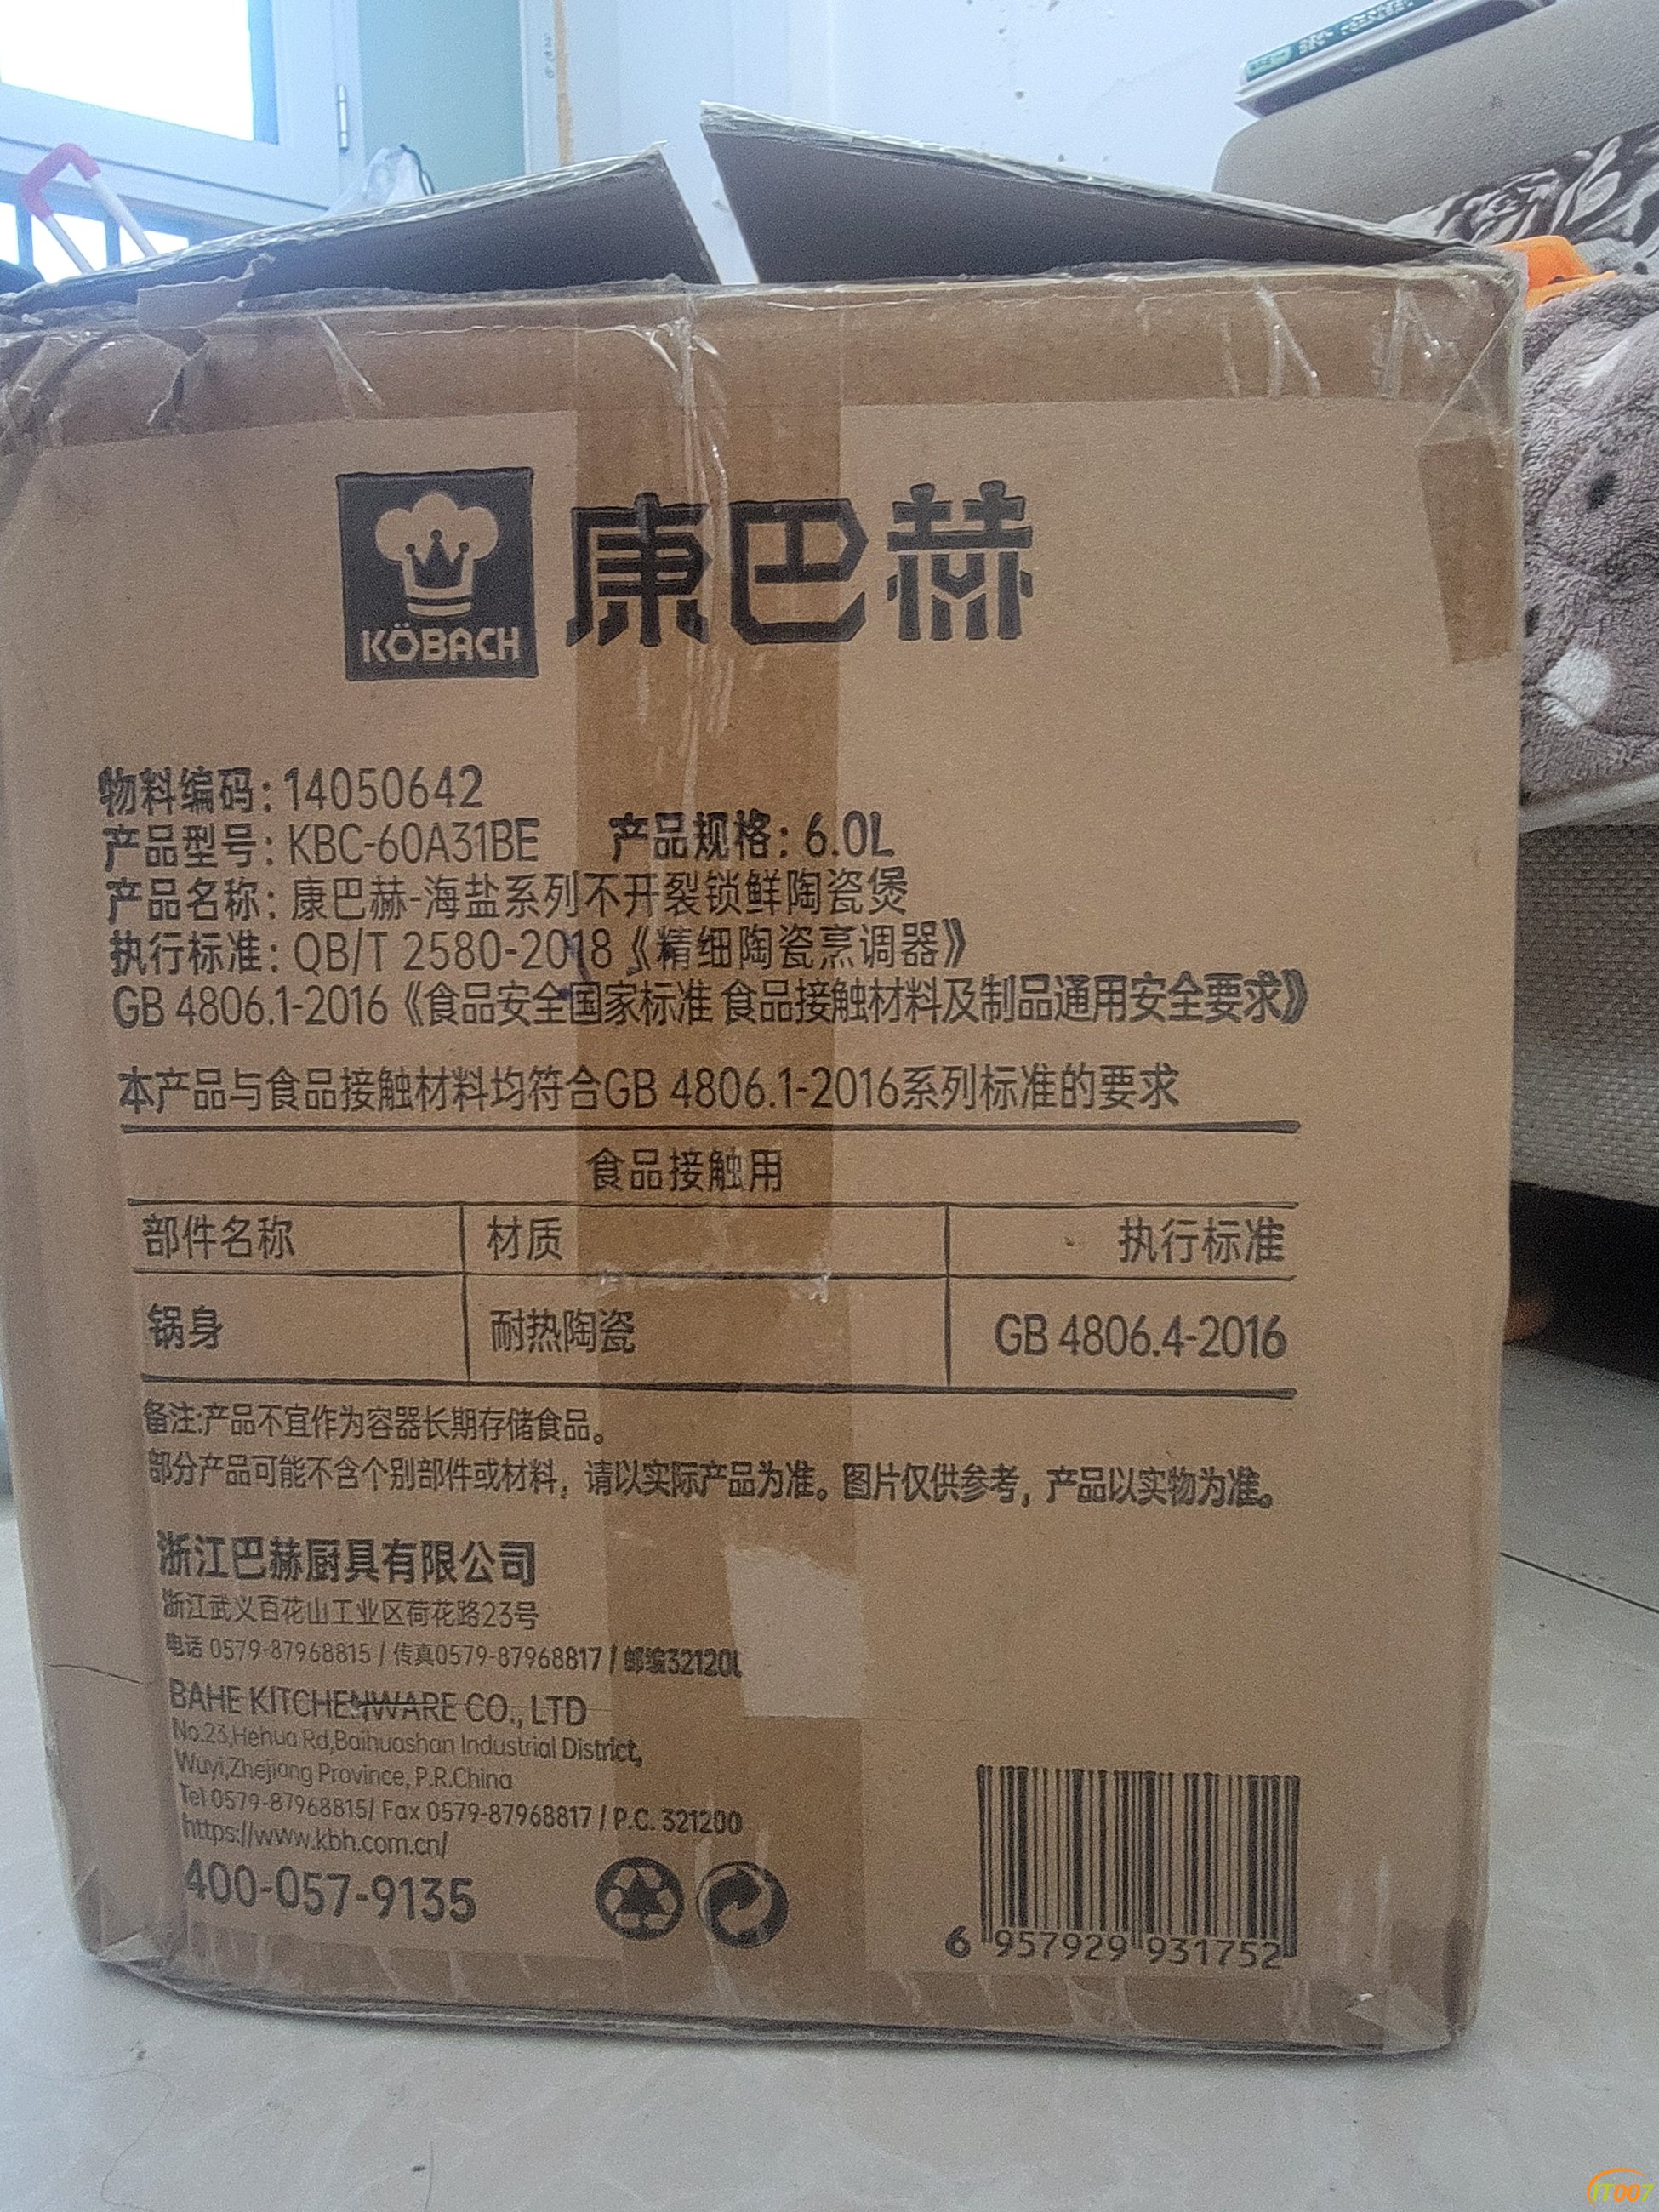 KÖBACH 康巴赫
物料编码：14050642
产品型号：KBC-60A31BE 产品规格：6.0L
产品名称：康巴赫-海盐系列不开裂锁鲜陶瓷煲
执行标准：QB/T 2580-2018《精细陶瓷烹调器》
GB 4806.1-2016《食品安全国家标准 食品接触材料及制品通用安全要求》
本产品与食品接触材料均符合GB 4806.1-2016系列标准的要求
食品接触用
部件名称 材质 执行标准
锅身 耐热陶瓷 GB 4806.4-2016
备注:产品不宜作为容器长期存储食品。
部分产品可能不含个别部件或材料，请以实际产品为准。图片仅供参考，产品以实物为准。
浙江巴赫厨具有限公司
浙江武义百花山工业区荷花路23号
电话 0579-87968815 / 传真0579-87968817 / 邮编32120
BAHE KITCHENWARE CO., LTD
No.23,Hehua Rd,Baihuashan Industrial District,
Wuyi,Zhejiang Province, P.R.China
Tel 0579-87968815/ Fax 0579-87968817 / P.C. 321200
https://www.kbh.com.cn/
400-057-9135
6 957929 931752
IT007